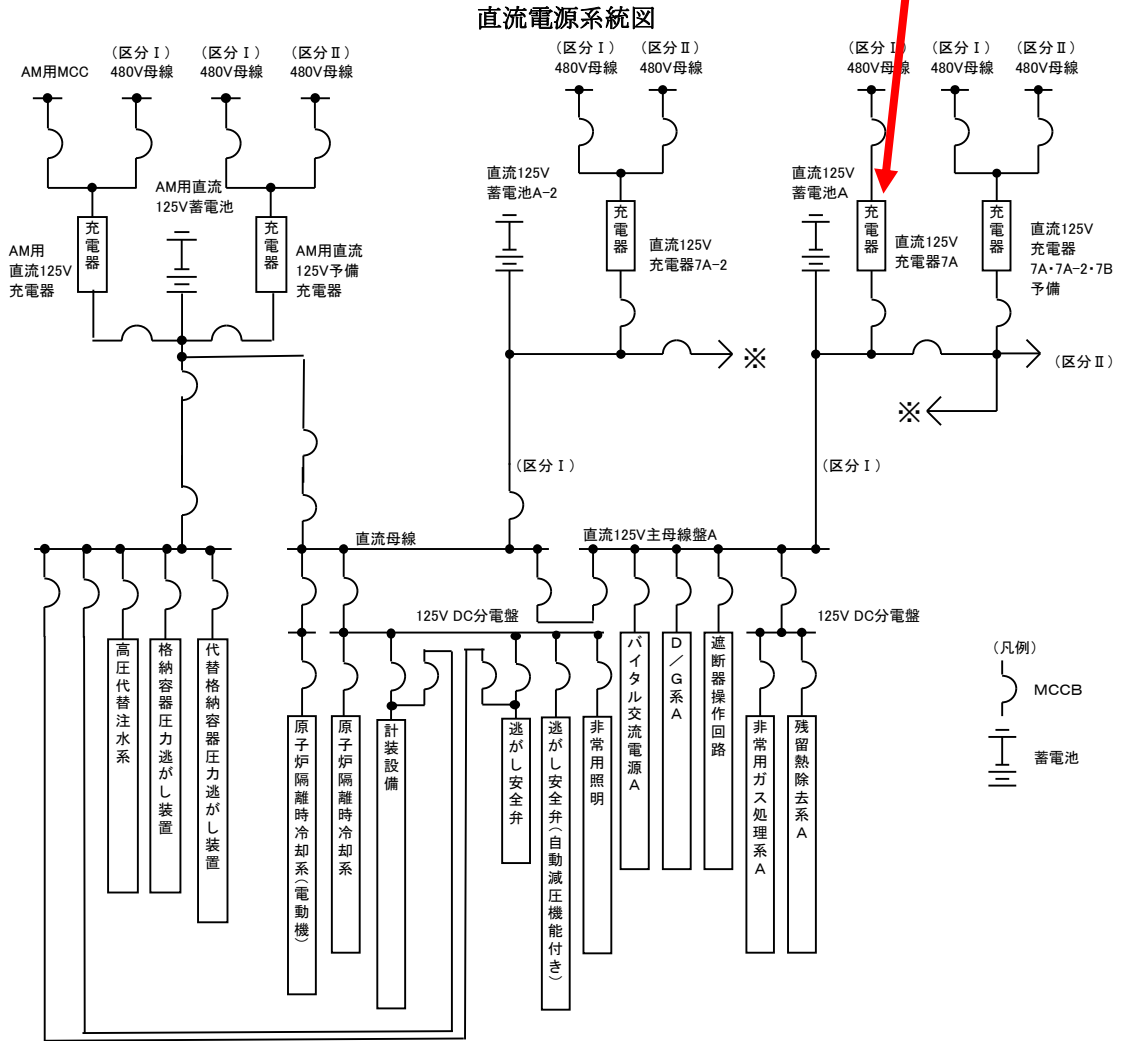 直流電源系統図
AM用MCC
(区分Ⅰ)
480V母線
(区分Ⅰ)
480V母線
(区分Ⅱ)
480V母線
(区分Ⅰ)
480V母線
(区分Ⅱ)
480V母線
(区分Ⅰ)
480V母線
(区分Ⅰ)
480V母線
(区分Ⅱ)
480V母線
充電器
AM用
直流125V
充電器
AM用直流
125V蓄電池
充電器
AM用直流
125V予備
充電器
直流125V
蓄電池A-2
充電器
直流125V
充電器7A-2
直流125V
蓄電池A
充電器
直流125V
充電器7A
充電器
直流125V
充電器
7A・7A-2・7B
予備
※
(区分Ⅱ)
※
(区分Ⅰ)
(区分Ⅰ)
直流母線
直流125V主母線盤A
125V DC分電盤
125V DC分電盤
高圧代替注水系
格納容器圧力逃がし装置
代替格納容器圧力逃がし装置
原子炉隔離時冷却系(電動機)
原子炉隔離時冷却系
計装設備
逃がし安全弁
逃がし安全弁(自動減圧機能付き)
非常用照明
バイタル交流電源A
D/G系A
遮断器操作回路
非常用ガス処理系A
残留熱除去系A
(凡例)
MCCB
蓄電池